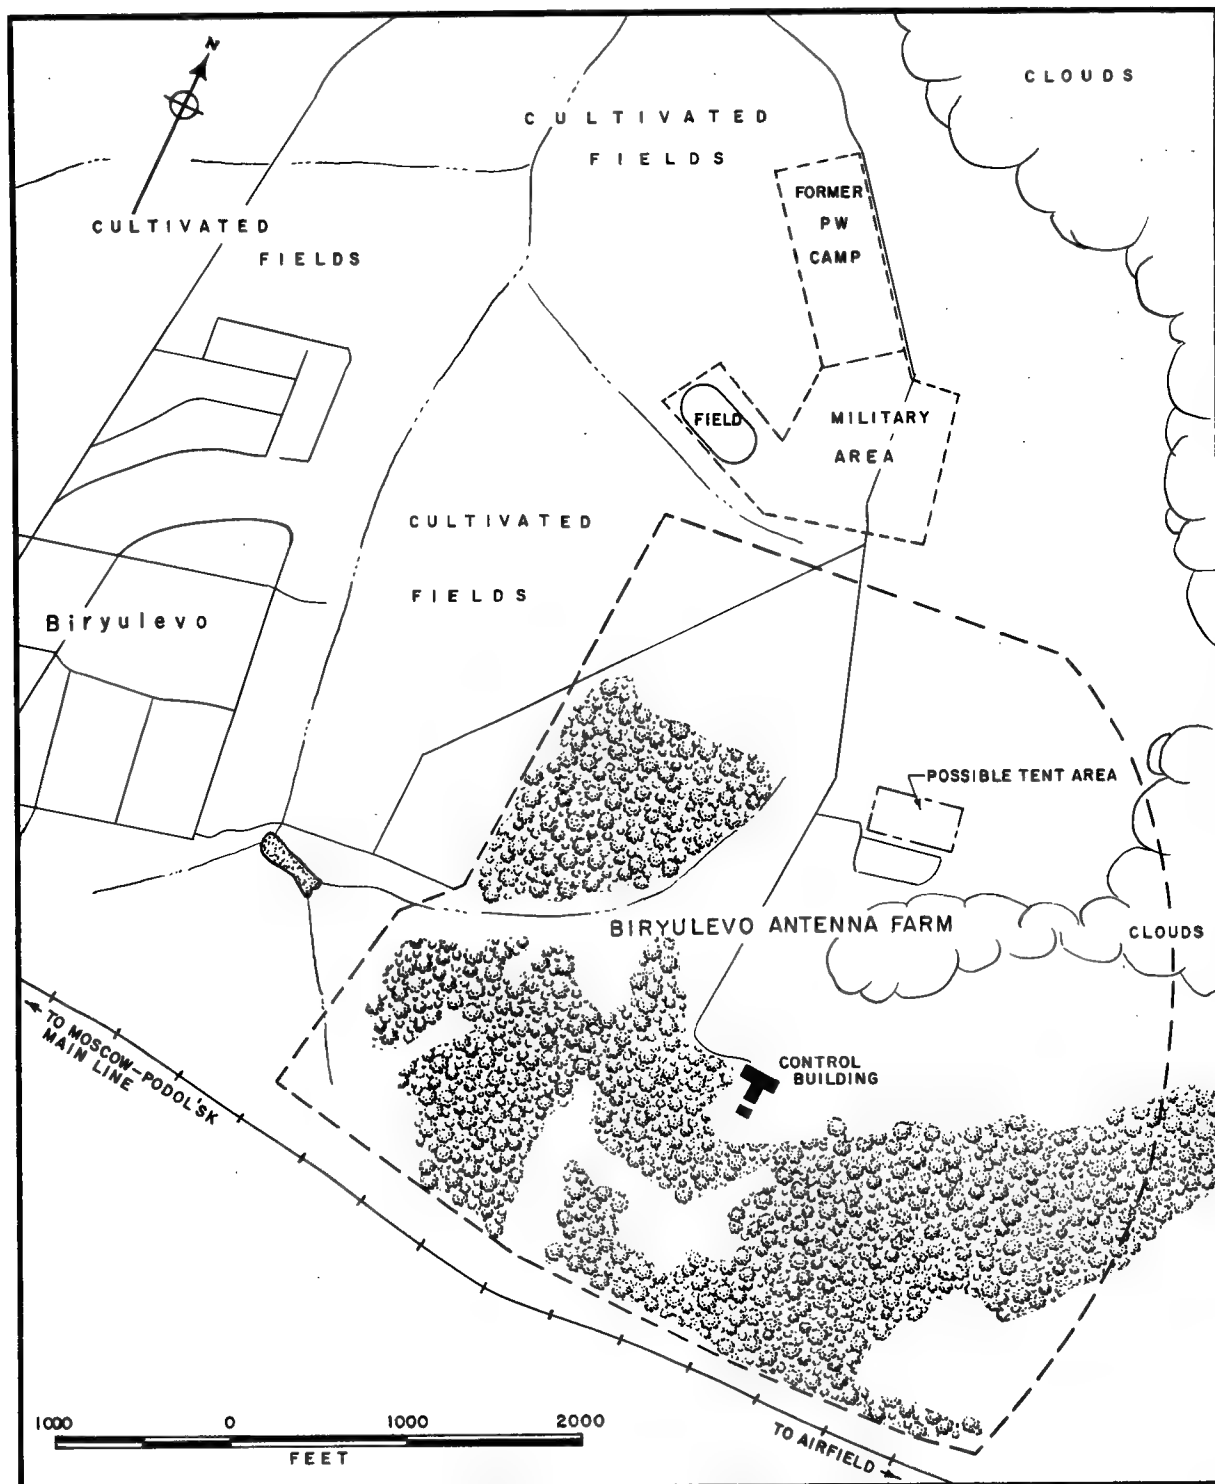 N
CLOUDS
CULTIVATED
FIELDS
FORMER
PW
CAMP
CULTIVATED
FIELDS
FIELD
MILITARY
AREA
CULTIVATED
FIELDS
Biryulevo
POSSIBLE TENT AREA
BIRYULEVO ANTENNA FARM
CLOUDS
TO MOSCOW-PODOL'SK
MAIN LINE
CONTROL
BUILDING
1000 0 1000 2000
FEET
TO AIRFIELD